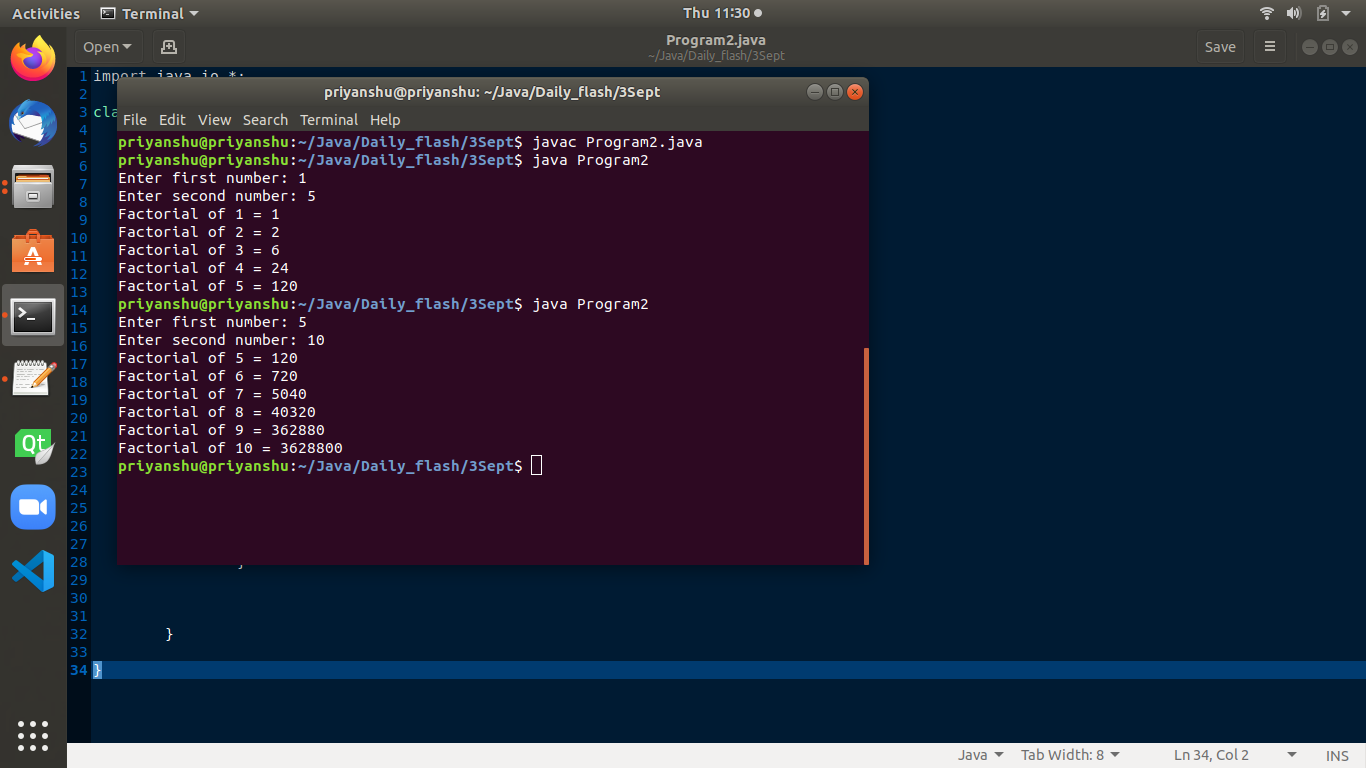 Activities Terminal Thu 11:30
Open Program2.java Save
~/Java/Daily_flash/3Sept
1 import java.io.*;
2
3 cla
4
5
6
7
8
9
10
11
12
13
14
15
16
17
18
19
20
21
22
23
24
25
26
27
28
29
30
31
32 }
33
34 }
priyanshu@priyanshu: ~/Java/Daily_flash/3Sept
File Edit View Search Terminal Help
priyanshu@priyanshu:~/Java/Daily_flash/3Sept$ javac Program2.java
priyanshu@priyanshu:~/Java/Daily_flash/3Sept$ java Program2
Enter first number: 1
Enter second number: 5
Factorial of 1 = 1
Factorial of 2 = 2
Factorial of 3 = 6
Factorial of 4 = 24
Factorial of 5 = 120
priyanshu@priyanshu:~/Java/Daily_flash/3Sept$ java Program2
Enter first number: 5
Enter second number: 10
Factorial of 5 = 120
Factorial of 6 = 720
Factorial of 7 = 5040
Factorial of 8 = 40320
Factorial of 9 = 362880
Factorial of 10 = 3628800
priyanshu@priyanshu:~/Java/Daily_flash/3Sept$
Qt
Java Tab Width: 8 Ln 34, Col 2 INS